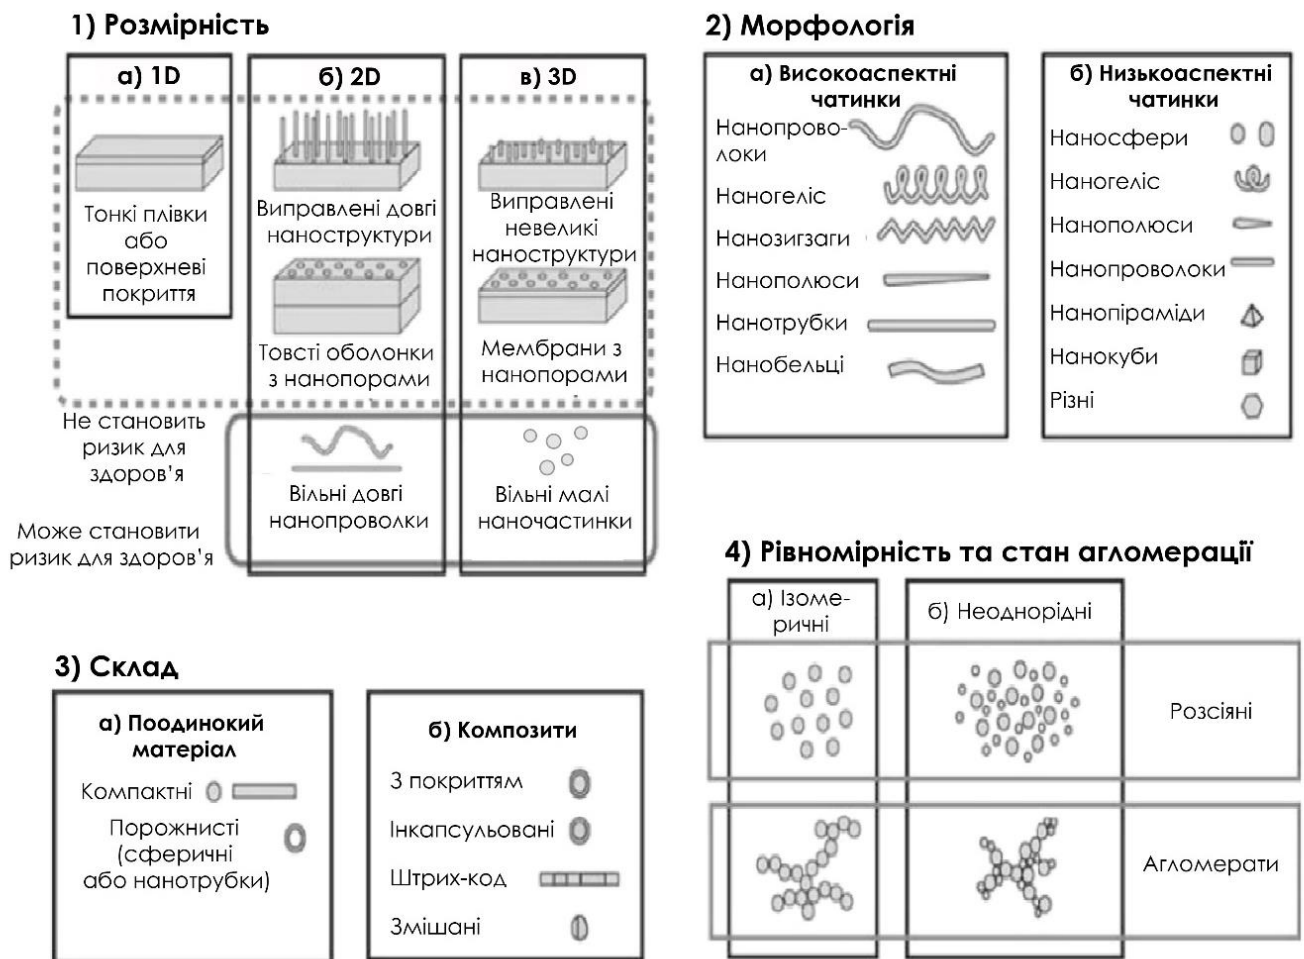 1) Розмірність
а) 1D
Тонкі плівки
або
поверхневі
покриття
б) 2D
Виправлені довгі
наноструктури
Товсті оболонки
з нанопорами
Вільні довгі
нанопроволки
в) 3D
Виправлені
невеликі
наноструктури
Мембрани з
нанопорами
Вільні малі
наночастинки
Не становить
ризик для
здоров’я
Може становити
ризик для здоров’я
2) Морфологія
а) Високоаспектні
чатинки
Нанопрово-
локи
Наногеліс
Нанозигзаги
Нанополюси
Нанотрубки
Нанобельці
б) Низькоаспектні
чатинки
Наносфери
Наногеліс
Нанополюси
Нанопроволоки
Нанопіраміди
Нанокуби
Різні
3) Склад
а) Поодинокий
матеріал
Компактні
Порожнисті
(сферичні
або нанотрубки)
б) Композити
З покриттям
Інкапсульовані
Штрих-код
Змішані
4) Рівномірність та стан агломерації
а) Ізоме-
ричні
б) Неоднорідні
Розсіяні
Агломерати